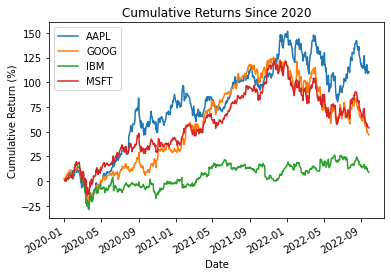 Cumulative Returns Since 2020
AAPL
GOOG
IBM
MSFT
Cumulative Return (%)
150
125
100
75
50
25
0
−25
2020-01
2020-05
2020-09
2021-01
2021-05
2021-09
2022-01
2022-05
2022-09
Date